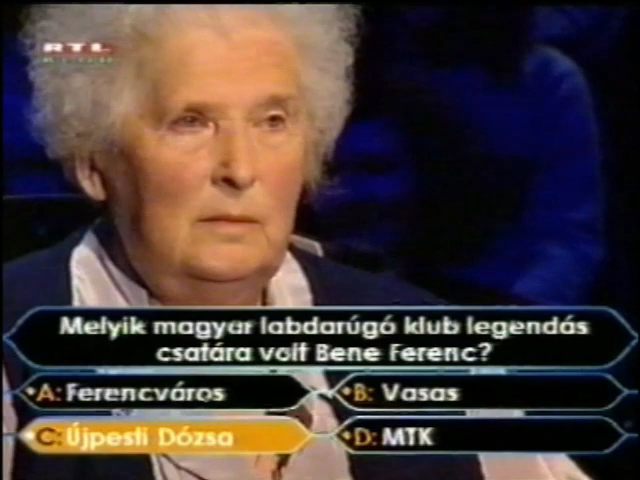 RTL
Melyik magyar labdarúgó klub legendás
csatára volt Bene Ferenc?
A: Ferencváros
B: Vasas
C: Újpesti Dózsa
D: MTK